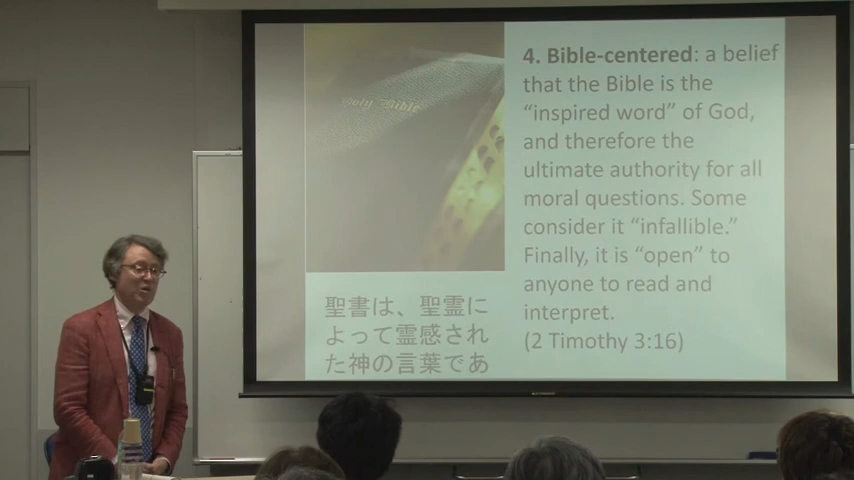 Holy Bible
4. Bible-centered: a belief
that the Bible is the
“inspired word” of God,
and therefore the
ultimate authority for all
moral questions. Some
consider it “infallible.”
Finally, it is “open” to
anyone to read and
interpret.
(2 Timothy 3:16)
聖書は、聖霊に
よって霊感され
た神の言葉であ